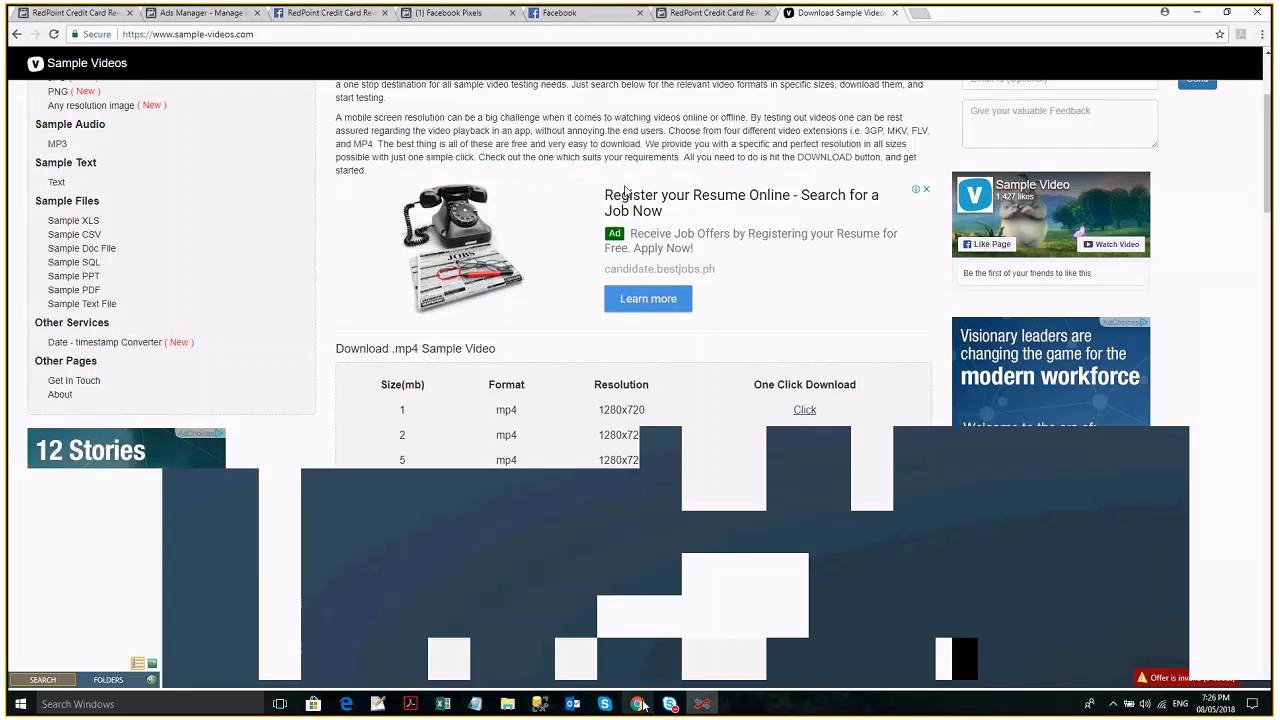 RedPoint Credit Card Re
Ads Manager - Manage
RedPoint Credit Card Re
(1) Facebook Pixels
Facebook
RedPoint Credit Card Re
Download Sample Video
Secure
https://www.sample-videos.com
Sample Videos
PNG ( New )
Any resolution image ( New )
Sample Audio
MP3
Sample Text
Text
Sample Files
Sample XLS
Sample CSV
Sample Doc File
Sample SQL
Sample PPT
Sample PDF
Sample Text File
Other Services
Date - timestamp Converter ( New )
Other Pages
Get In Touch
About
AdChoices
12 Stories
a one stop destination for all sample video testing needs. Just search below for the relevant video formats in specific sizes, download them, and
start testing.
screen resolution can be a big challenge when it comes to watching videos online or offline. By testing out videos one can be rest
assured regarding the video playback in an app, without annoying the end users. Choose from four different video extensions i.e. 3GP, MKV, FLV,
and MP4. The best thing is all of these are free and very easy to download. We provide you with a specific and perfect resolution in all sizes
possible with just one simple click. Check out the one which suits your requirements. All you need to do is hit the DOWNLOAD button, and get
started.
JOBS
Register your Resume Online - Search for a
Job Now
Ad Receive Job Offers by Registering your Resume for
Free. Apply Now!
candidate.bestjobs.ph
Learn more
Download .mp4 Sample Video
Size(mb) Format Resolution One Click Download
1 mp4 1280x720 Click
2 mp4 1280x72
5 mp4 1280x72
Give your valuable Feedback
Sample Video
1,427 likes
Like Page
Watch Video
Be the first of your friends to like this
AdChoices
Visionary leaders are
changing the game for the
modern workforce
SEARCH
FOLDERS
Offer is inva
Search Windows
ENG
7:26 PM
08/05/2018